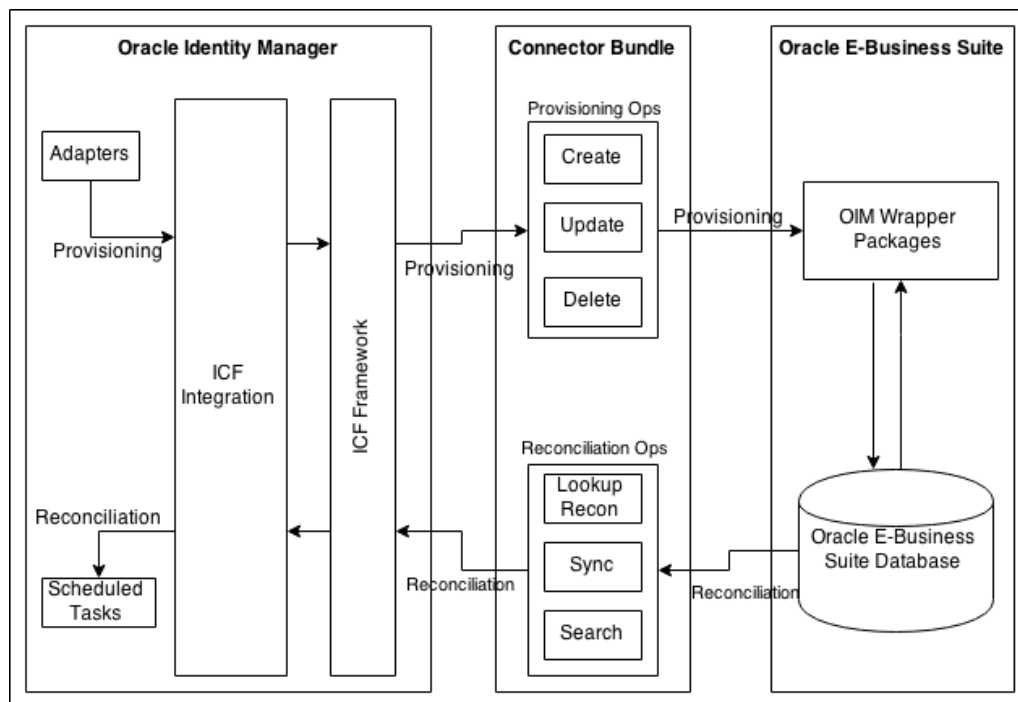 Oracle Identity Manager
Connector Bundle
Oracle E-Business Suite
Adapters
Provisioning
ICF
Integration
ICF Framework
Provisioning
Provisioning Ops
Create
Update
Delete
Provisioning
OIM Wrapper
Packages
Reconciliation
Scheduled
Tasks
Reconciliation
Reconciliation Ops
Lookup
Recon
Sync
Search
Reconciliation
Oracle E-Business
Suite Database